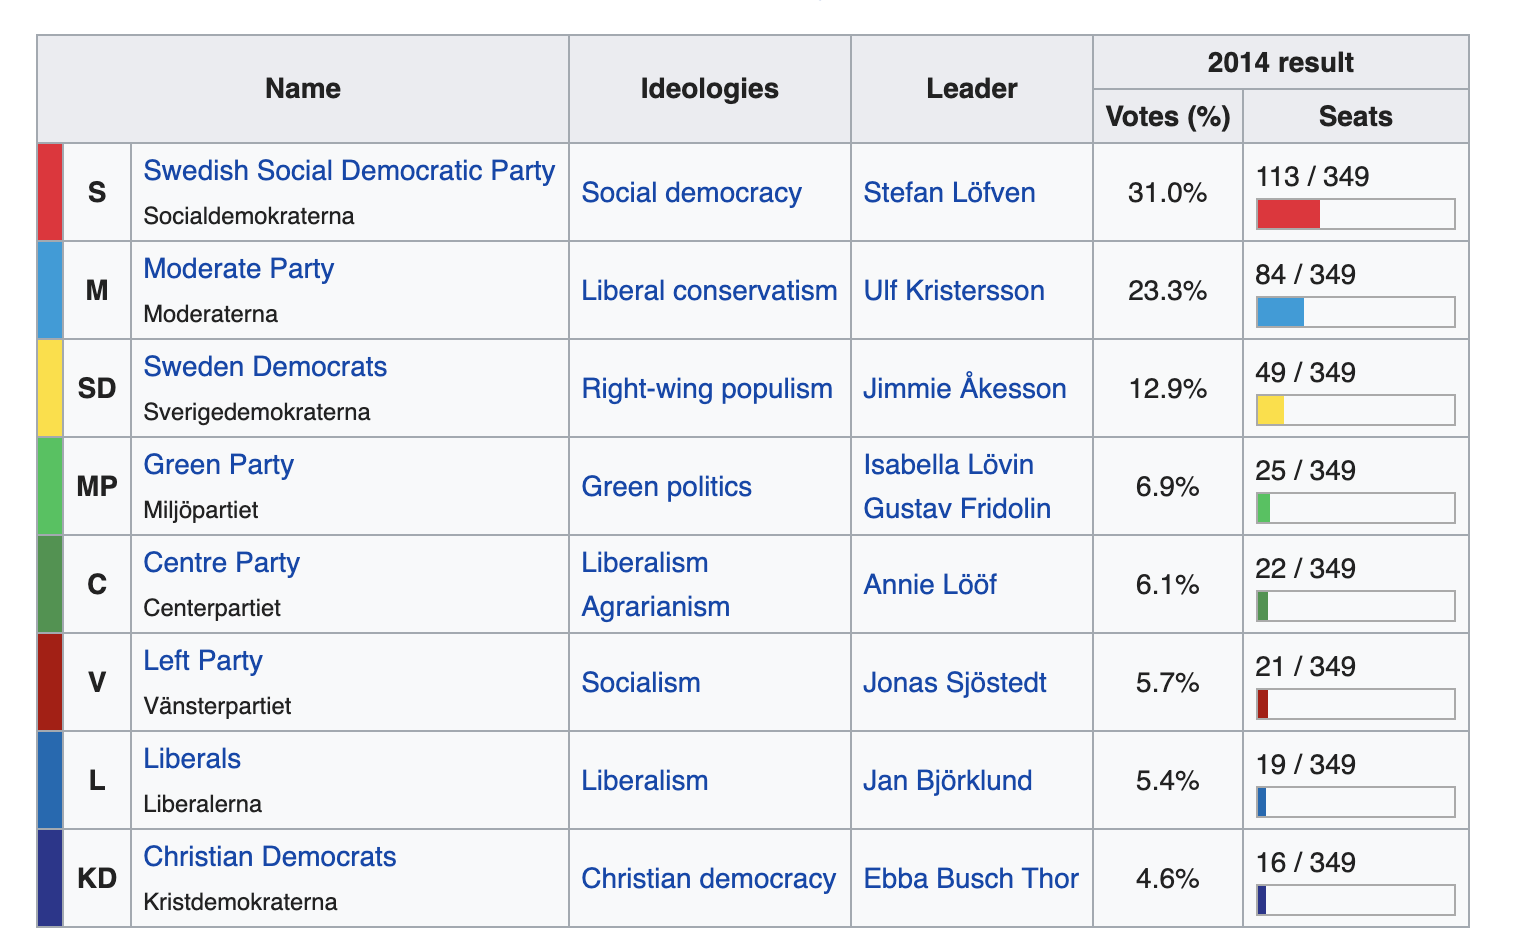 Name Ideologies Leader 2014 result
Votes (%) Seats
S Swedish Social Democratic Party Social democracy Stefan Löfven 31.0% 113 / 349
Socialdemokraterna
M Moderate Party Liberal conservatism Ulf Kristersson 23.3% 84 / 349
Moderaterna
SD Sweden Democrats Right-wing populism Jimmie Åkesson 12.9% 49 / 349
Sverigedemokraterna
MP Green Party Green politics Isabella Lövin 6.9% 25 / 349
Miljöpartiet Gustav Fridolin
C Centre Party Liberalism Annie Lööf 6.1% 22 / 349
Centerpartiet Agrarianism
V Left Party Socialism Jonas Sjöstedt 5.7% 21 / 349
Vänsterpartiet
L Liberals Liberalism Jan Björklund 5.4% 19 / 349
Liberalerna
KD Christian Democrats Christian democracy Ebba Busch Thor 4.6% 16 / 349
Kristdemokraterna